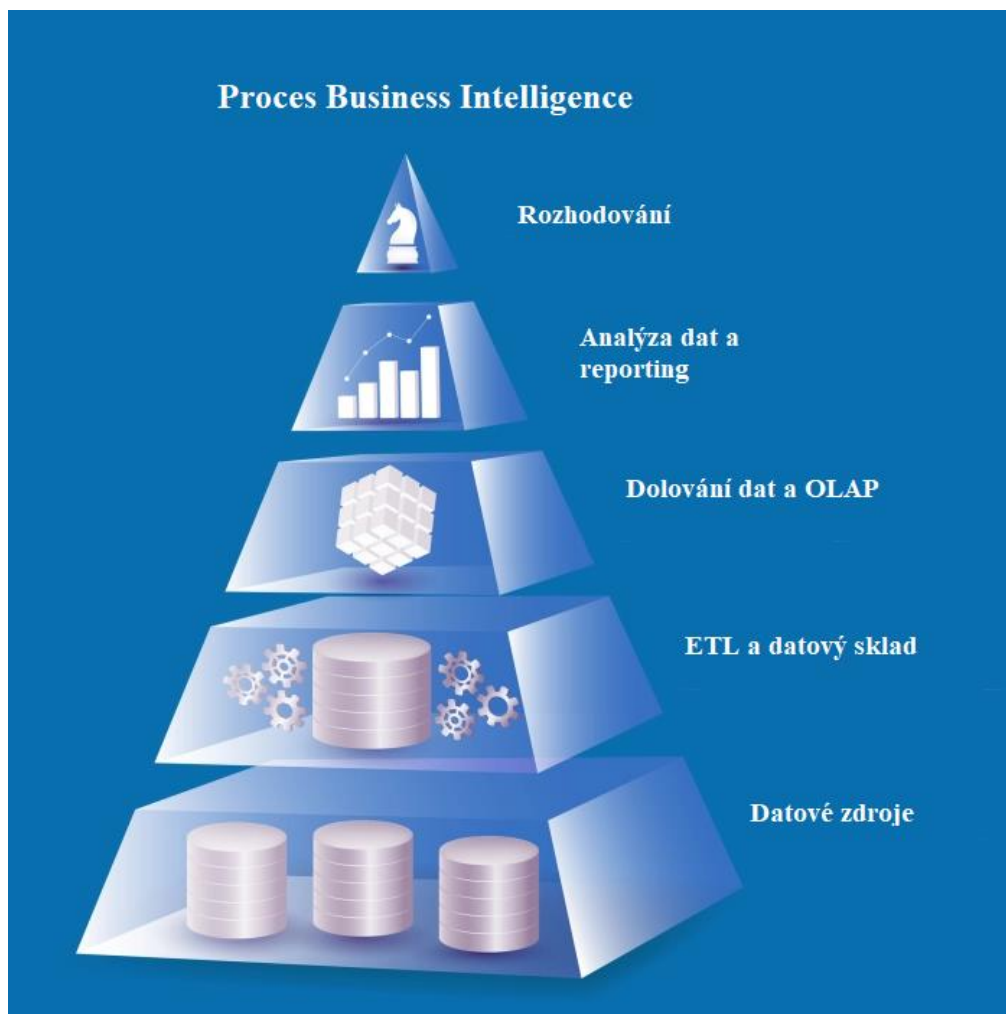 Proces Business Intelligence
Rozhodování
Analýza dat a
reporting
Dolování dat a OLAP
ETL a datový sklad
Datové zdroje